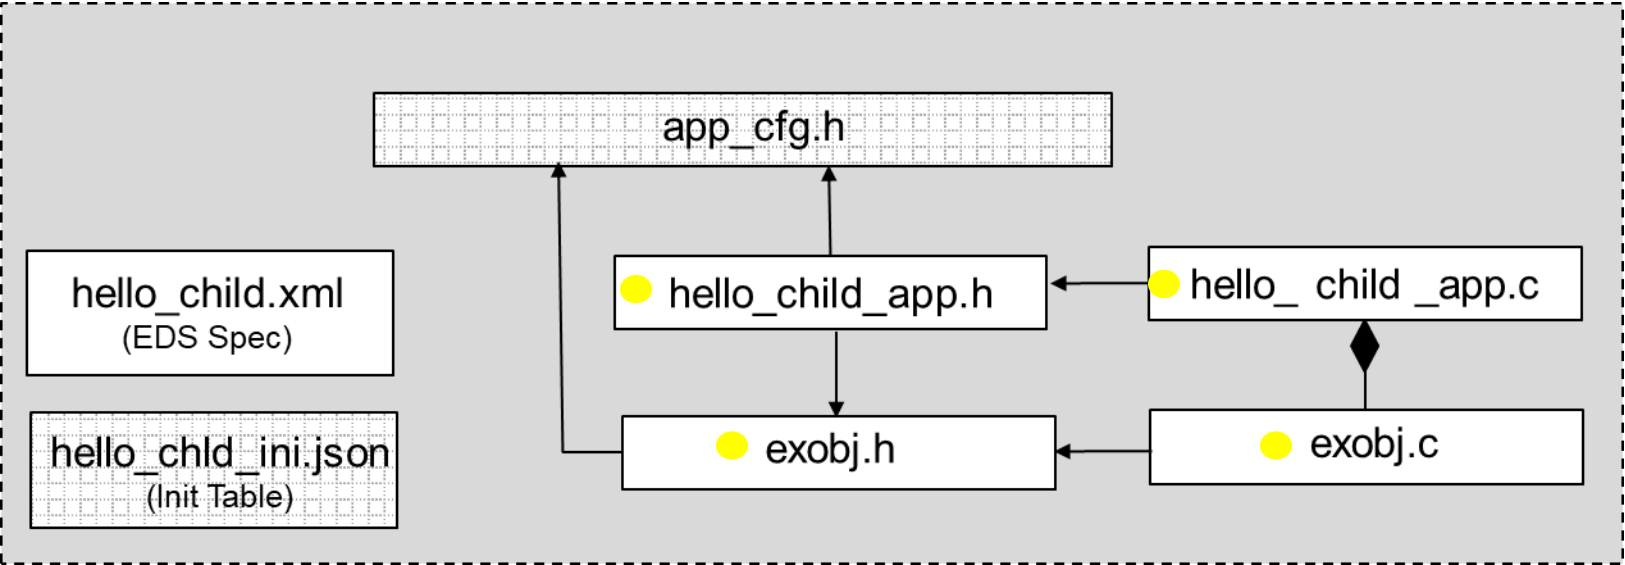 app_cfg.h
hello_child.xml
(EDS Spec)
hello_child_app.h
hello_ child _app.c
hello_chld_ini.json
(Init Table)
exobj.h
exobj.c